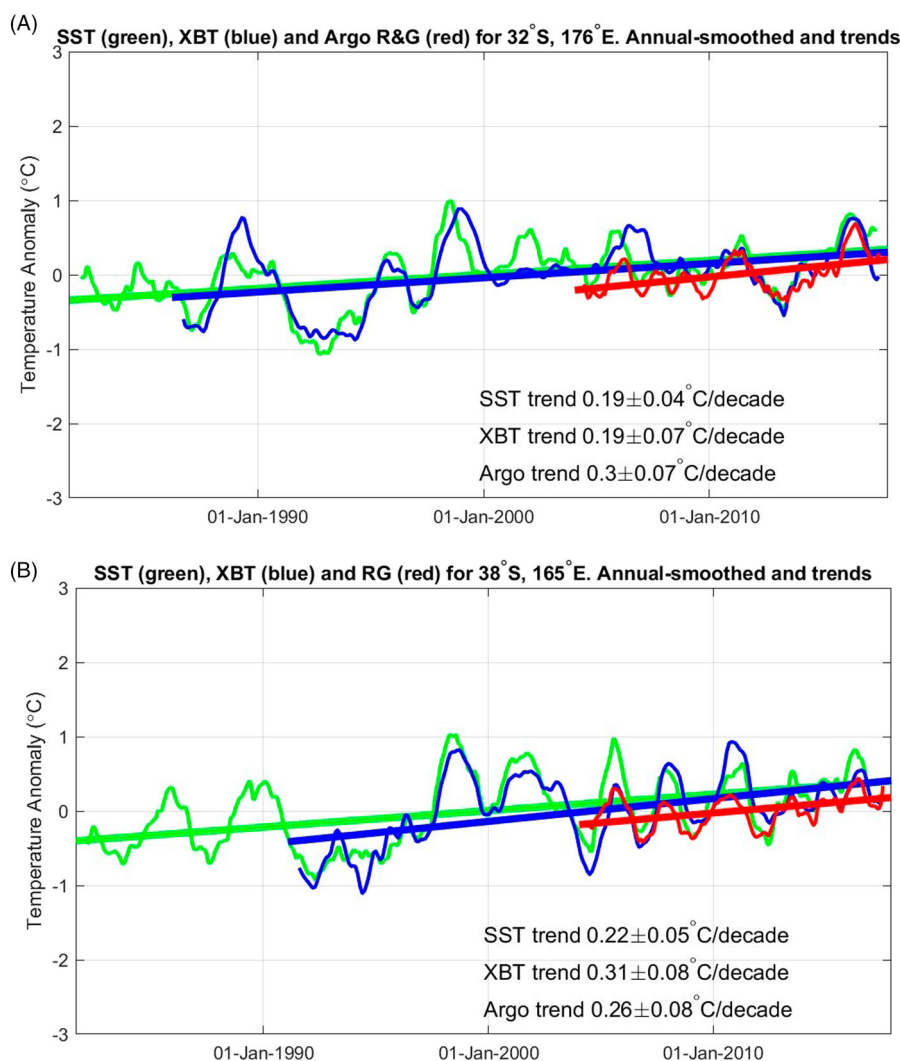 (A)
SST (green), XBT (blue) and Argo R&G (red) for 32°S, 176°E. Annual-smoothed and trends
3
2
1
0
-1
-2
-3
Temperature Anomaly (°C)
SST trend 0.19±0.04°C/decade
XBT trend 0.19±0.07°C/decade
Argo trend 0.3±0.07°C/decade
01-Jan-1990 01-Jan-2000 01-Jan-2010
(B)
SST (green), XBT (blue) and RG (red) for 38°S, 165°E. Annual-smoothed and trends
3
2
1
0
-1
-2
-3
Temperature Anomaly (°C)
SST trend 0.22±0.05°C/decade
XBT trend 0.31±0.08°C/decade
Argo trend 0.26±0.08°C/decade
01-Jan-1990 01-Jan-2000 01-Jan-2010